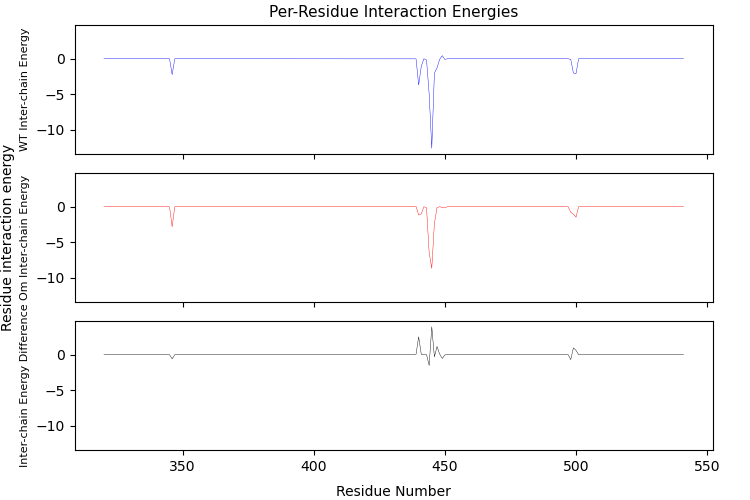 Per-Residue Interaction Energies
WT Inter-chain Energy
0
−5
−10
Residue interaction energy
Om Inter-chain Energy
0
−5
−10
Inter-chain Energy Difference
0
−5
−10
350 400 450 500 550
Residue Number